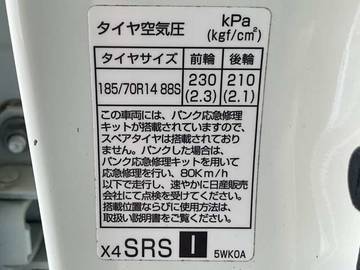 タイヤ空気圧 kPa (kgf/cm²)
タイヤサイズ 前輪 後輪
185/70R14 88S 230 (2.3) 210 (2.1)
この車両には、パンク応急修理
キットが搭載されていますので、
スペアタイヤは搭載されており
ません。パンクした場合は、
パンク応急修理キットを使用して
応急修理を行い、80km/h
以下で走行し、速やかに日産販売
会社にて点検を受けてください。
搭載位置ならびに使用方法は、
取扱い説明書をご覧ください。
X4 SRS I 5WK0A